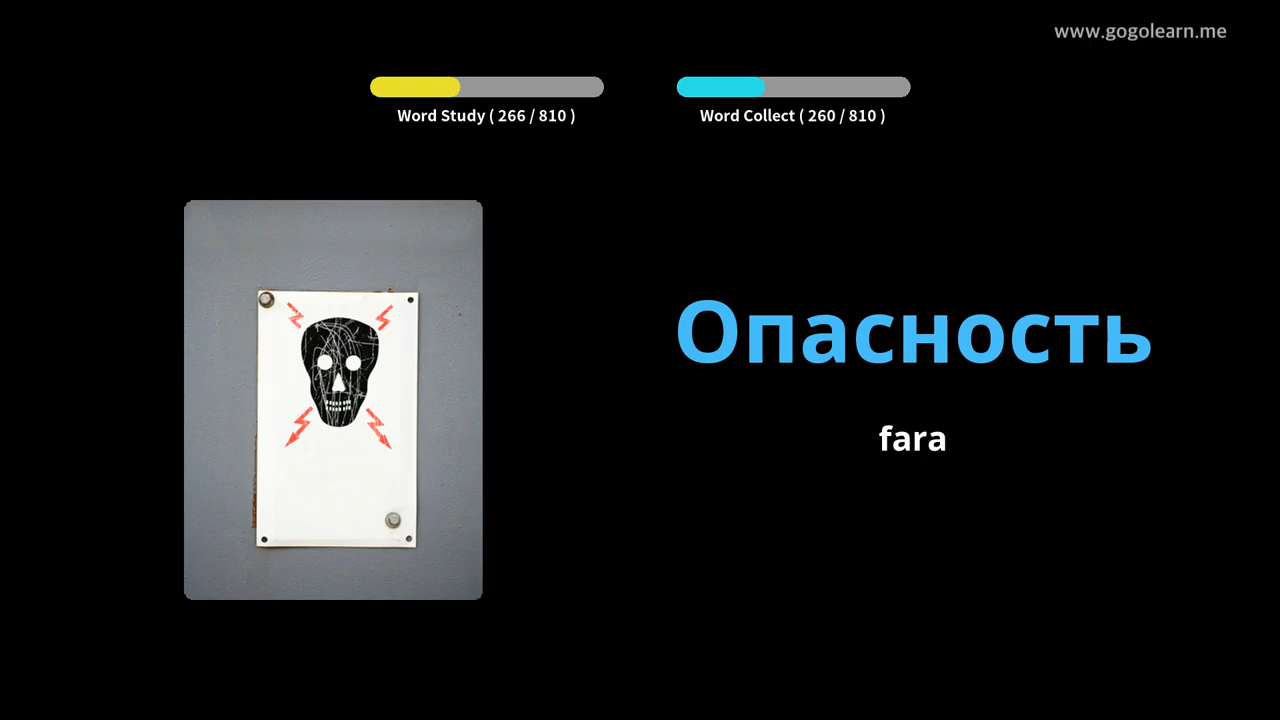 www.gogolearn.me
Word Study ( 266 / 810 )
Word Collect ( 260 / 810 )
Опасность
fara